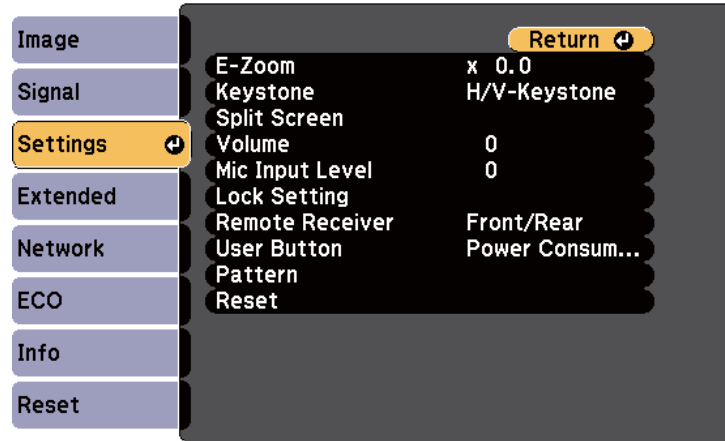 Image
Signal
Settings
Extended
Network
ECO
Info
Reset
Return
E-Zoom x 0.0
Keystone H/V-Keystone
Split Screen
Volume 0
Mic Input Level 0
Lock Setting
Remote Receiver Front/Rear
User Button Power Consum...
Pattern
Reset